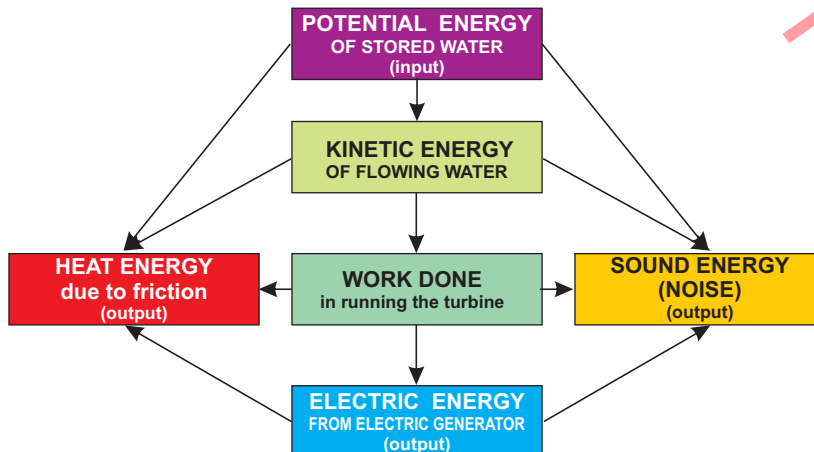 POTENTIAL ENERGY
OF STORED WATER
(input)
KINETIC ENERGY
OF FLOWING WATER
HEAT ENERGY
due to friction
(output)
WORK DONE
in running the turbine
SOUND ENERGY
(NOISE)
(output)
ELECTRIC ENERGY
FROM ELECTRIC GENERATOR
(output)